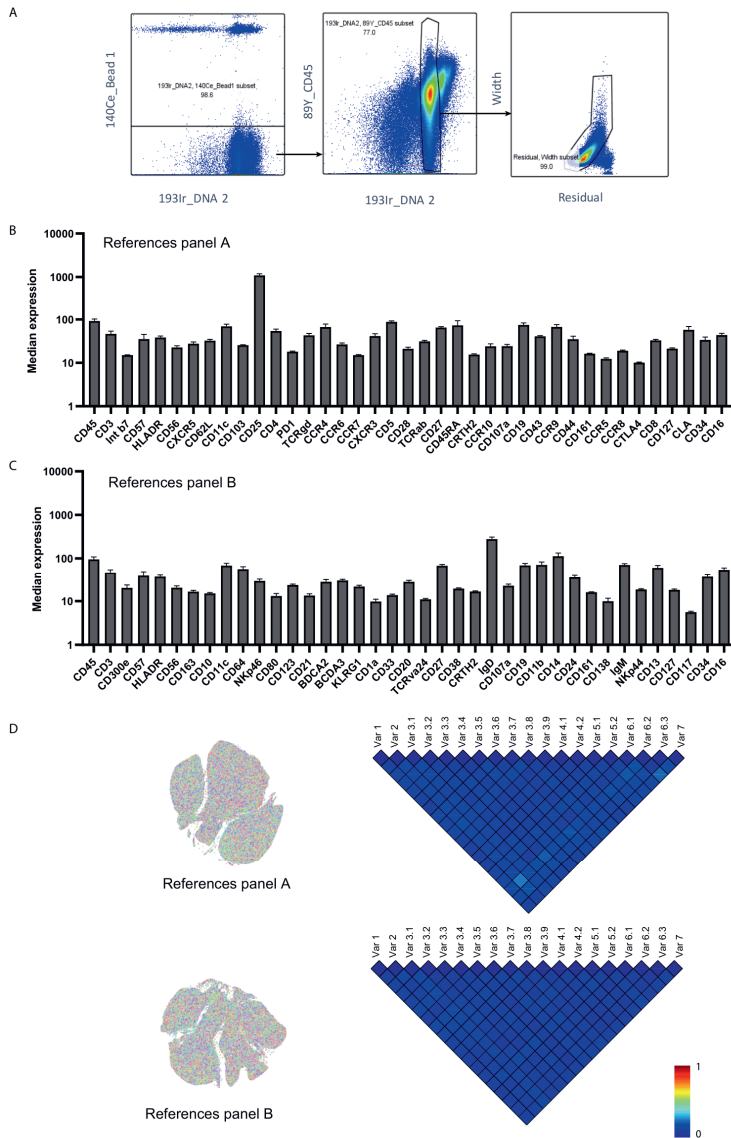 A
140Ce_Bead 1
193Ir_DNA2, 140Ce_Bead1 subset
98.6
193Ir_DNA 2
89Y_CD45
193Ir_DNA2, 89Y_CD45 subset
77.0
193Ir_DNA 2
Width
Residual, Width subset
99.0
Residual
B
References panel A
Median expression
10000
1000
100
10
1
CD45 CD3 Int b7 CD57 HLADR CD56 CXCR5 CD62L CD11c CD103 CD25 CD4 PD1 TCRgd CCR4 CCR6 CCR7 CXCR3 CD5 CD28 TCRab CD27 CD45RA CRTH2 CCR10 CD107a CD19 CD43 CCR9 CD44 CD161 CCR5 CCR8 CTLA4 CD8 CD127 CLA CD34 CD16
C
References panel B
Median expression
10000
1000
100
10
1
CD45 CD3 CD300e CD57 HLADR CD56 CD163 CD10 CD11c CD64 NKp46 CD80 CD123 CD21 BDCA2 BCDA3 KLRG1 CD1a CD33 CD20 TCRva24 CD27 CD38 CRTH2 IgD CD107a CD19 CD11b CD14 CD24 CD161 CD138 IgM NKp44 CD13 CD127 CD117 CD34 CD16
D
References panel A
Var 1 Var 2 Var 3.1 Var 3.2 Var 3.3 Var 3.4 Var 3.5 Var 3.6 Var 3.7 Var 3.8 Var 3.9 Var 4.1 Var 4.2 Var 5.1 Var 5.2 Var 6.1 Var 6.2 Var 6.3 Var 7
References panel B
Var 1 Var 2 Var 3.1 Var 3.2 Var 3.3 Var 3.4 Var 3.5 Var 3.6 Var 3.7 Var 3.8 Var 3.9 Var 4.1 Var 4.2 Var 5.1 Var 5.2 Var 6.1 Var 6.2 Var 6.3 Var 7
1
0